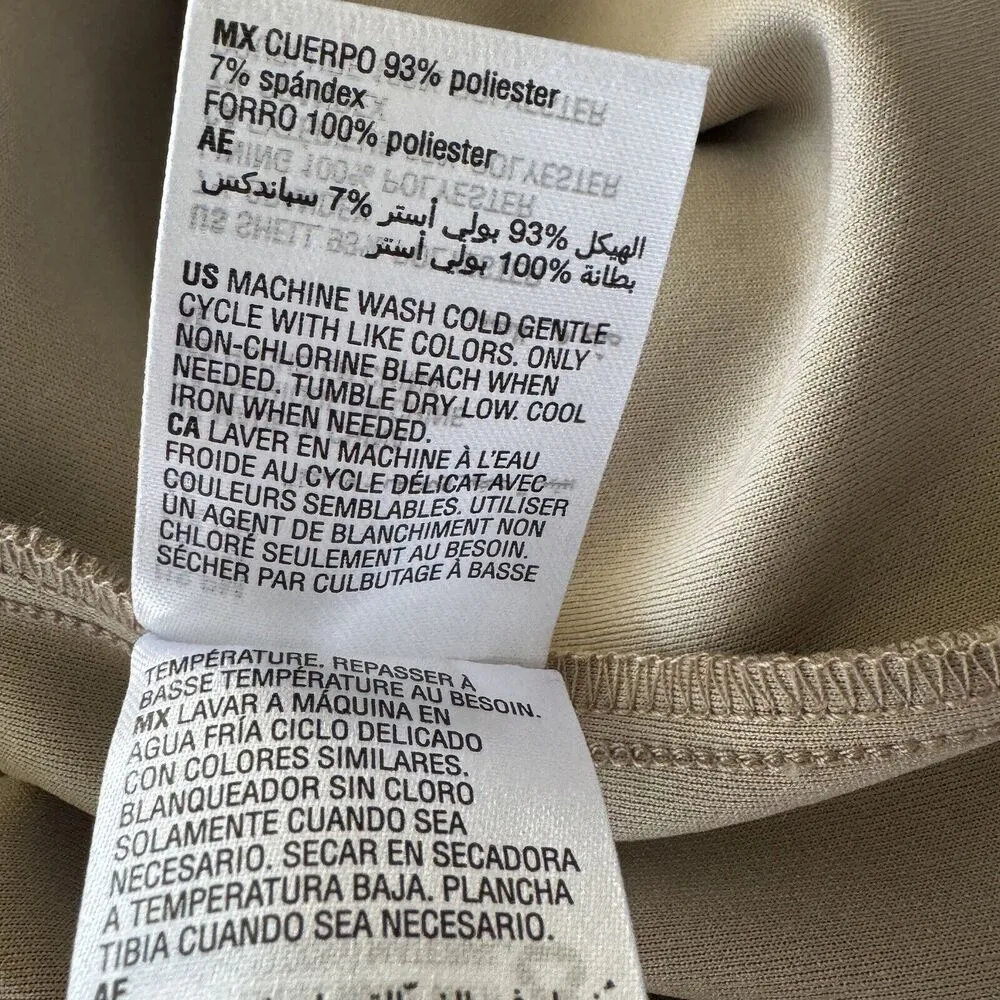 MX CUERPO 93% poliester
7% spándex
FORRO 100% poliester
AE
الهيكل 93% بولي أستر 7% سباندكس
بطانة 100% بولي أستر
US MACHINE WASH COLD GENTLE
CYCLE WITH LIKE COLORS. ONLY
NON-CHLORINE BLEACH WHEN
NEEDED. TUMBLE DRY LOW. COOL
IRON WHEN NEEDED.
CA LAVER EN MACHINE À L'EAU
FROIDE AU CYCLE DÉLICAT AVEC
COULEURS SEMBLABLES. UTILISER
UN AGENT DE BLANCHIMENT NON
CHLORÉ SEULEMENT AU BESOIN.
SÉCHER PAR CULBUTAGE À BASSE
TEMPÉRATURE. REPASSER À
BASSE TEMPÉRATURE AU BESOIN.
MX LAVAR A MÁQUINA EN
AGUA FRÍA CICLO DELICADO
CON COLORES SIMILARES.
BLANQUEADOR SIN CLORO
SOLAMENTE CUANDO SEA
NECESARIO. SECAR EN SECADORA
A TEMPERATURA BAJA. PLANCHA
TIBIA CUANDO SEA NECESARIO.
AE